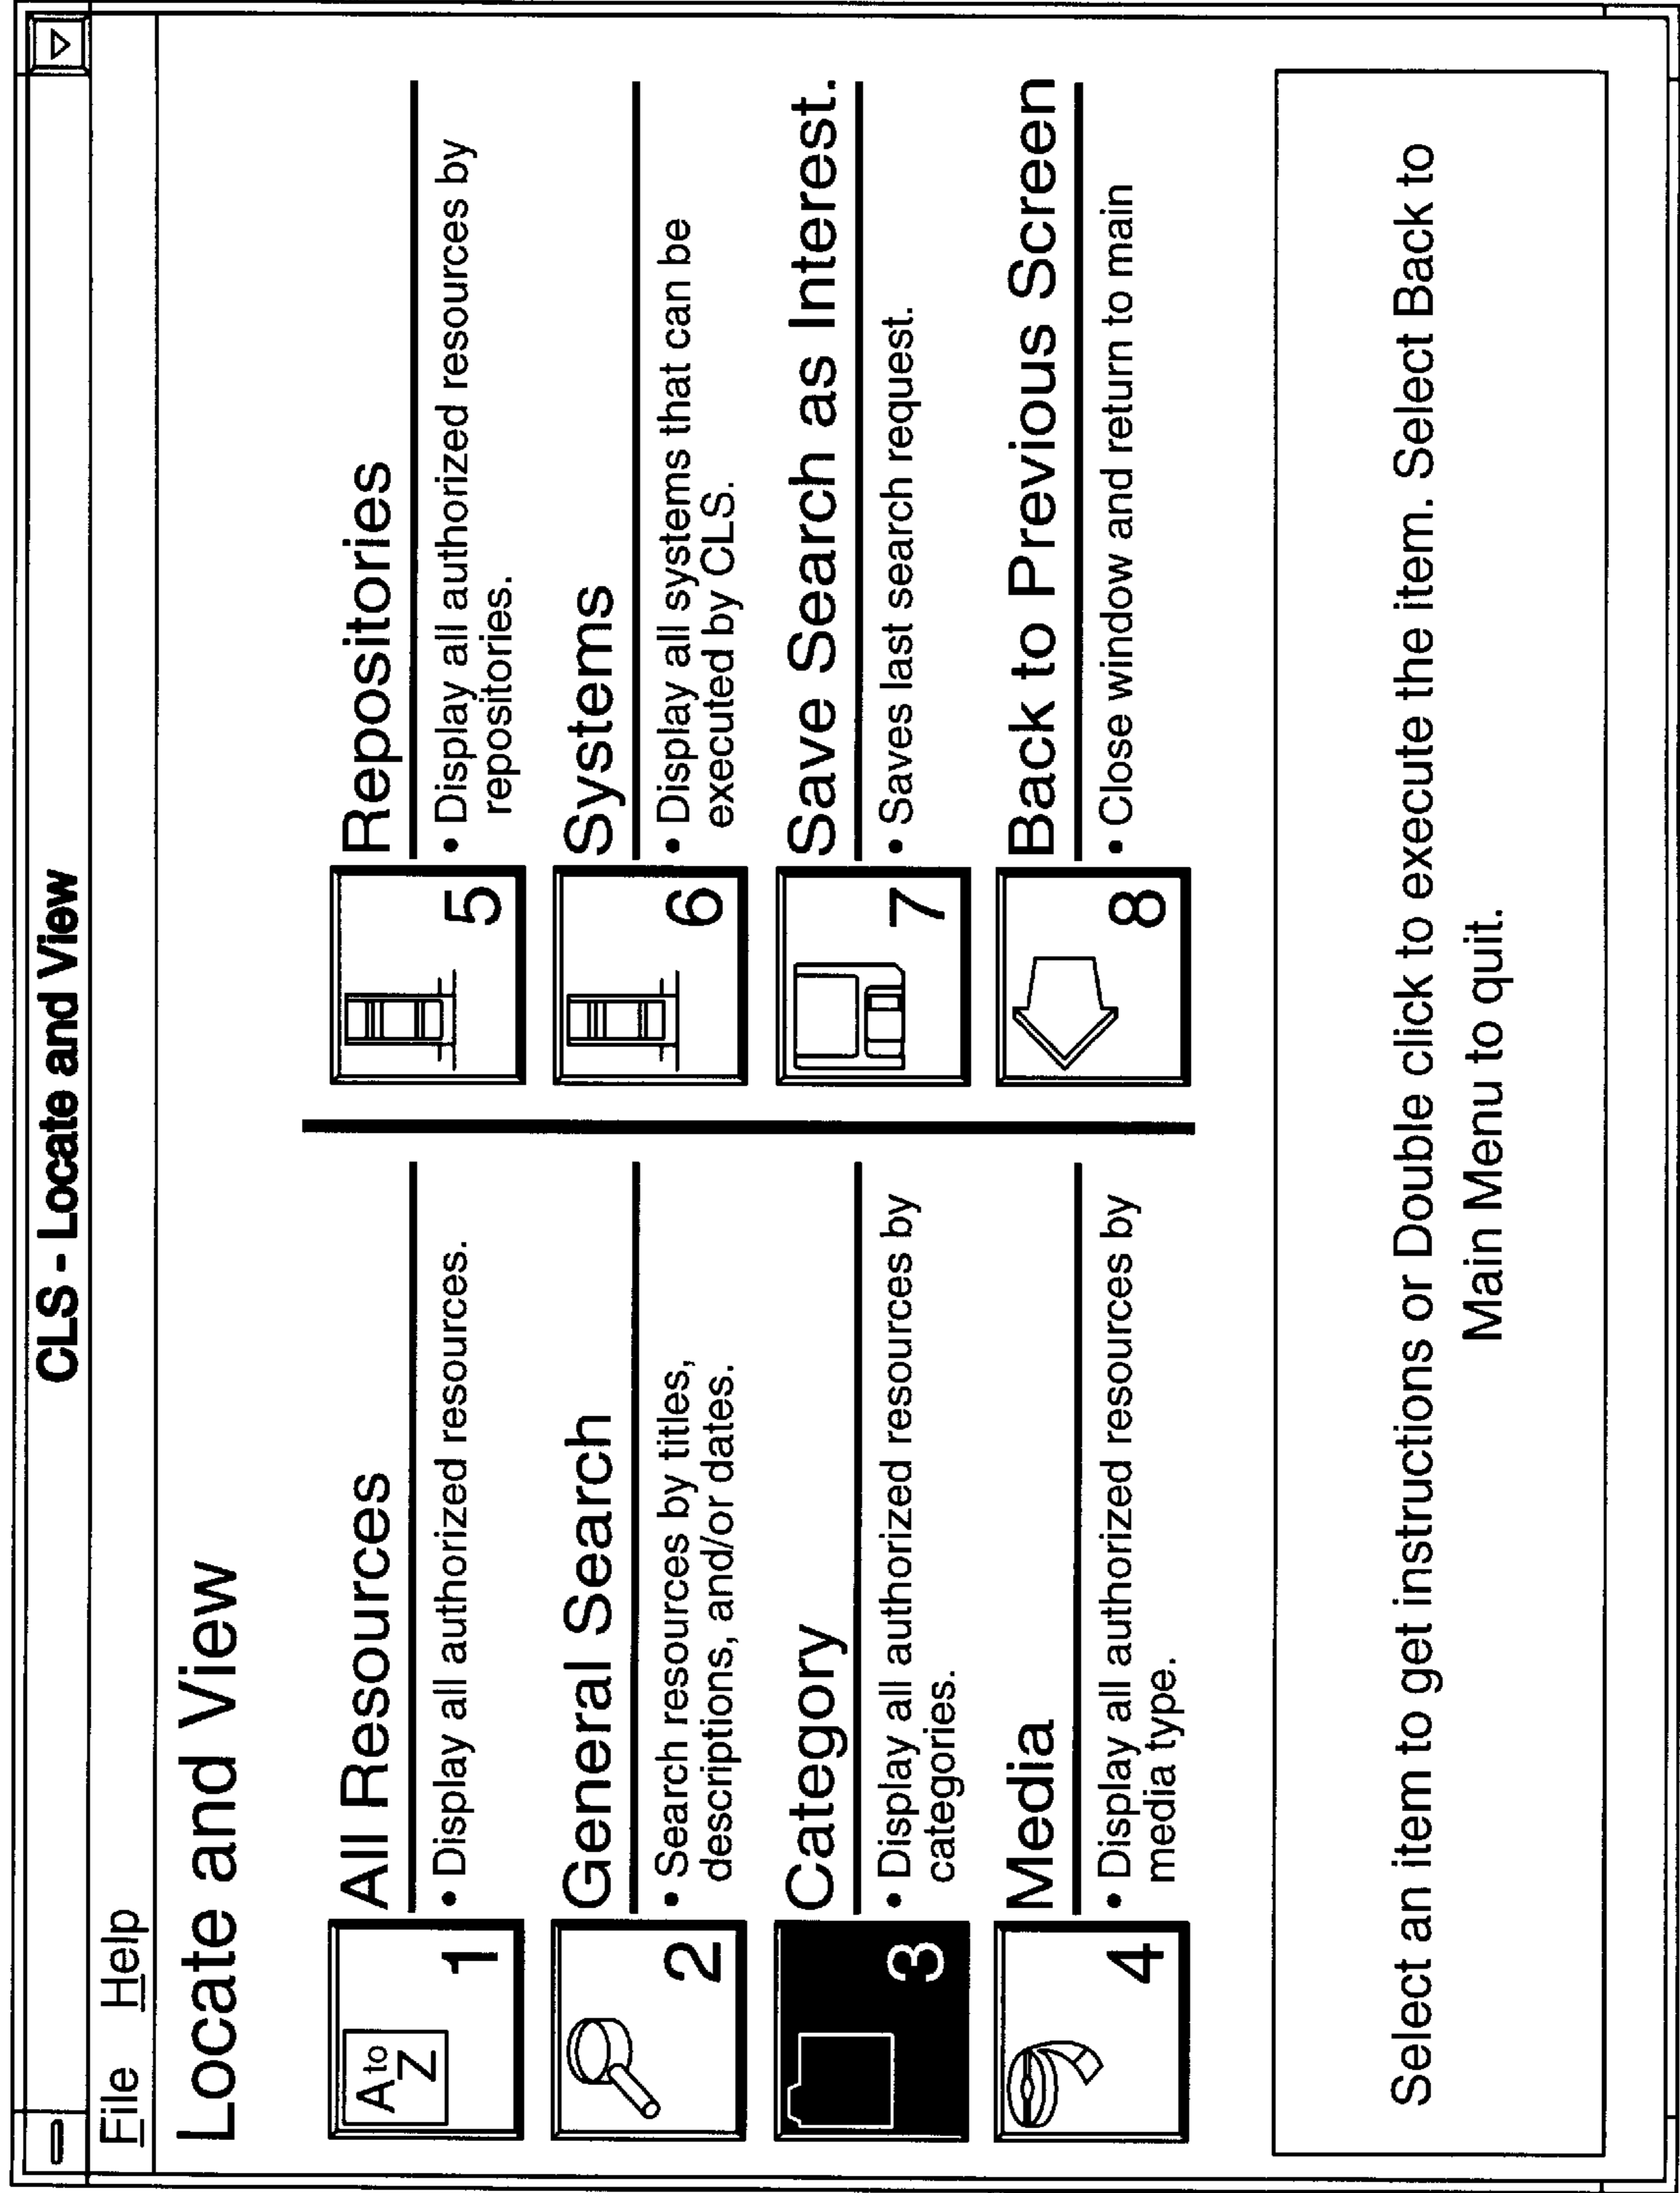 CLS - Locate and View
File Help
Locate and View
A to
Z
1
All Resources
• Display all authorized resources.
2
General Search
• Search resources by titles,
descriptions, and/or dates.
3
Category
• Display all authorized resources by
categories.
4
Media
• Display all authorized resources by
media type.
5
Repositories
• Display all authorized resources by
repositories.
6
Systems
• Display all systems that can be
executed by CLS.
7
Save Search as Interest.
• Saves last search request.
8
Back to Previous Screen
• Close window and return to main
Select an item to get instructions or Double click to execute the item. Select Back to
Main Menu to quit.